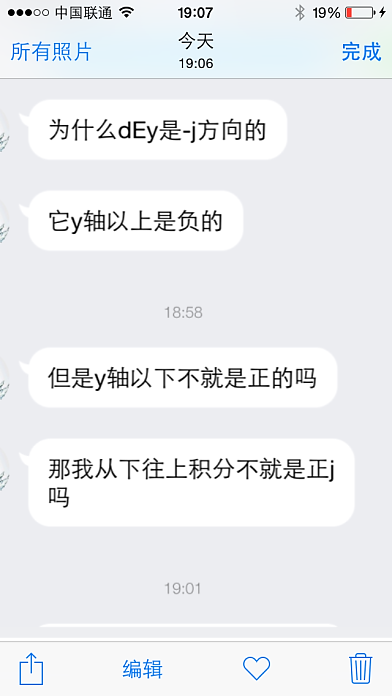 中国联通 19:07 19%
所有照片 今天 完成
19:06
为什么dEy是-j方向的
它y轴以上是负的
18:58
但是y轴以下不就是正的吗
那我从下往上积分不就是正j
吗
19:01
编辑